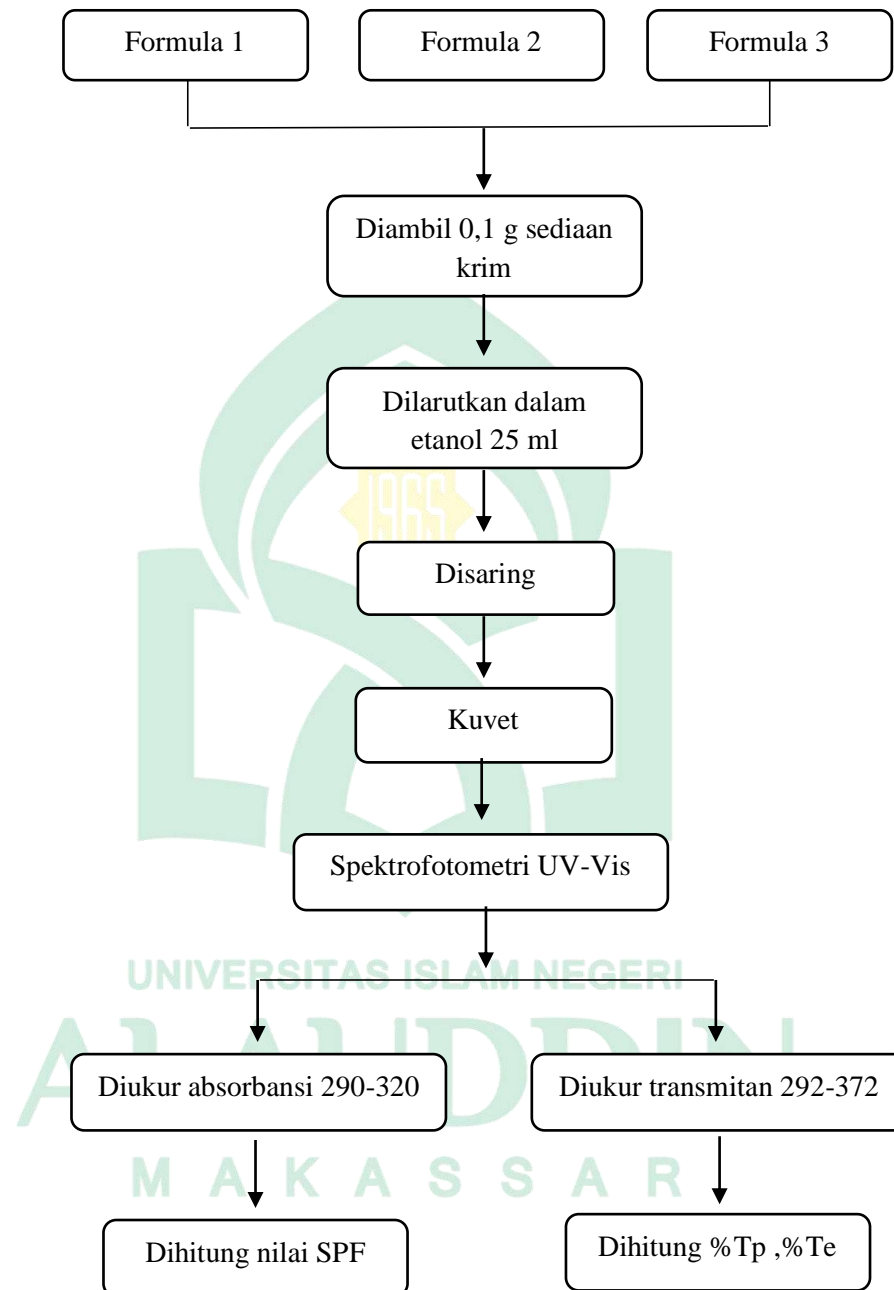 Formula 1
Formula 2
Formula 3
Diambil 0,1 g sediaan
krim
Dilarutkan dalam
etanol 25 ml
1965
Disaring
Kuvet
Spektrofotometri UV-Vis
UNIVERSITAS ISLAM NEGERI
ALAUDDIN
Diukur absorbansi 290-320
Diukur transmitan 292-372
MAKASSAR
Dihitung nilai SPF
Dihitung %Tp ,%Te